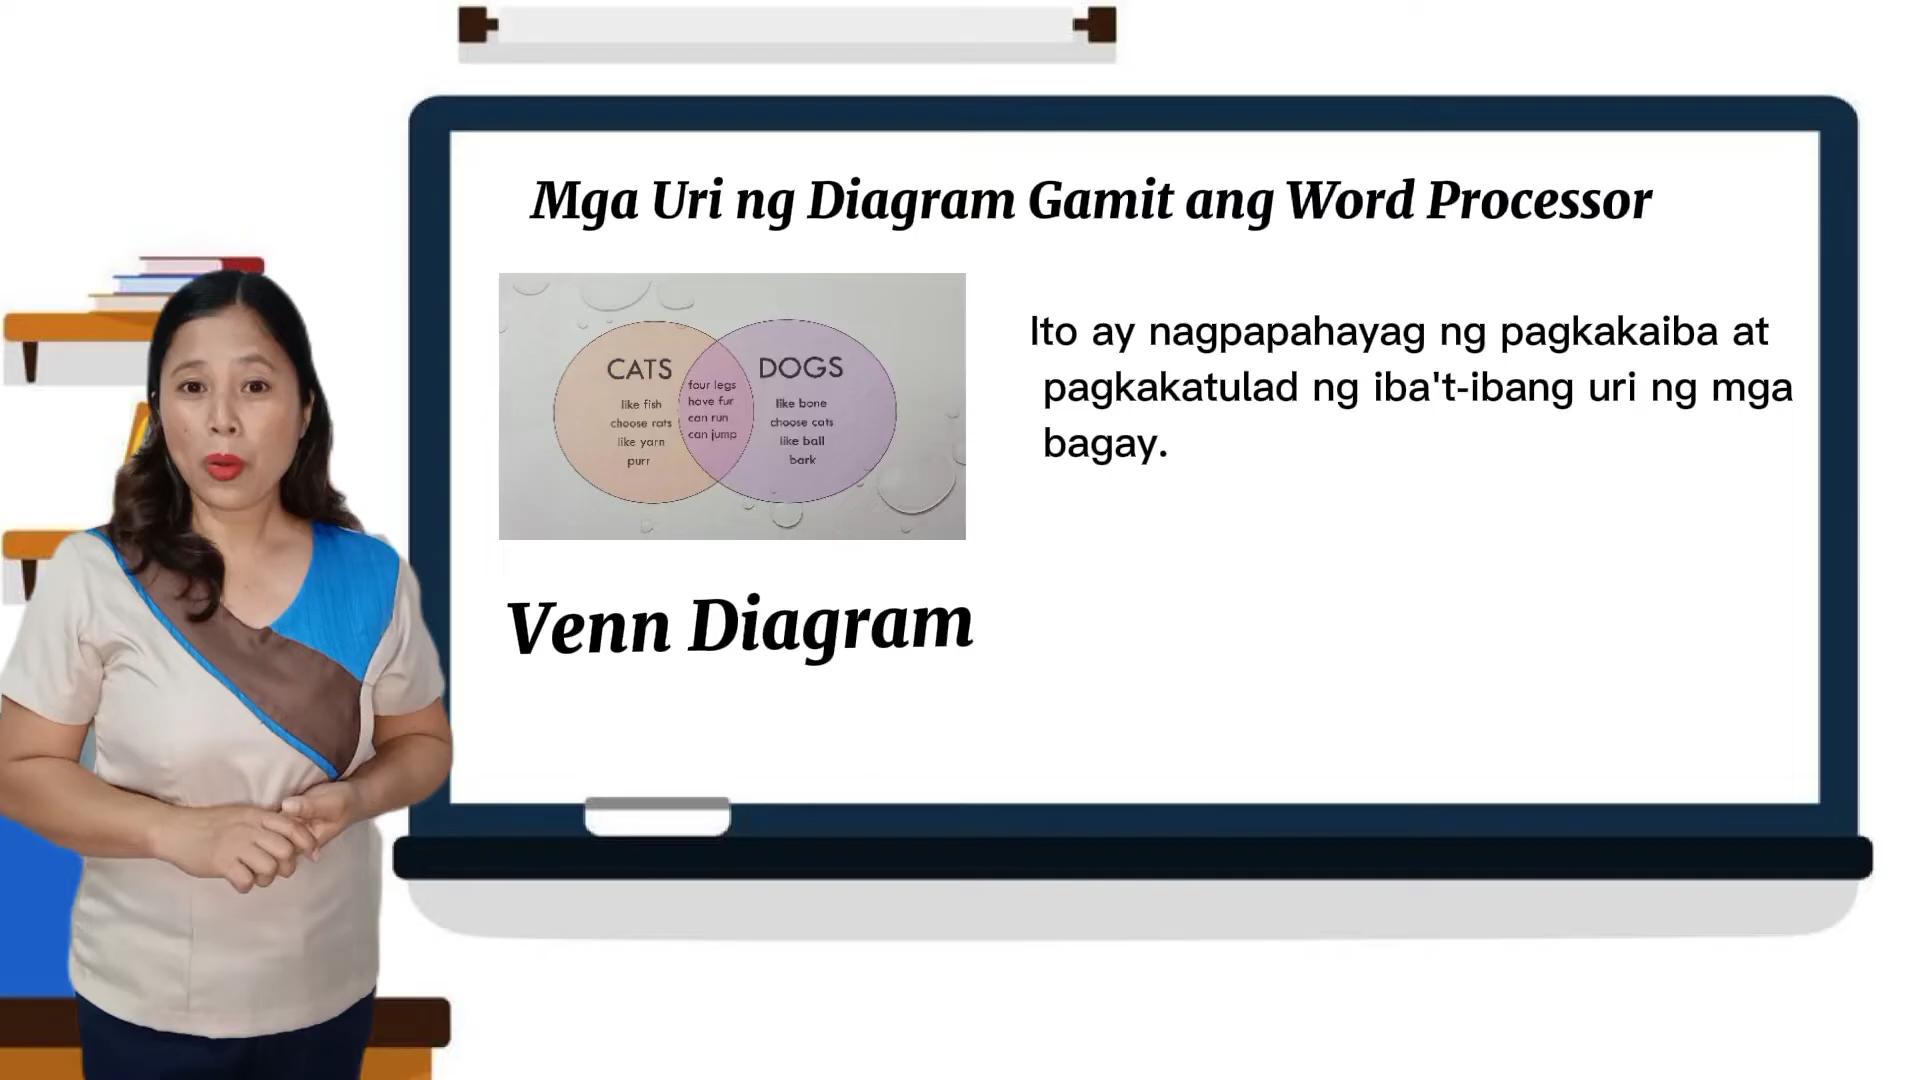 Mga Uri ng Diagram Gamit ang Word Processor
CATS
like fish
choose rats
like yarn
purr
four legs
have fur
can run
can jump
DOGS
like bone
choose cats
like ball
bark
Ito ay nagpapahayag ng pagkakaiba at
pagkakatulad ng iba't-ibang uri ng mga
bagay.
Venn Diagram